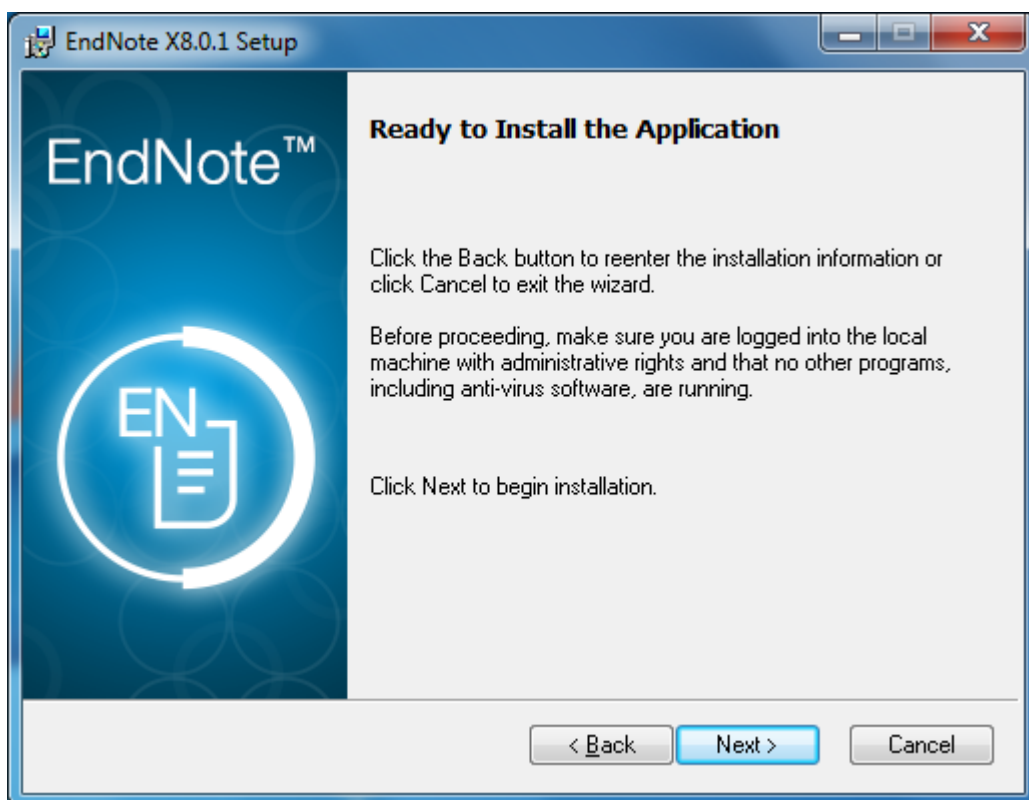 EndNote X8.0.1 Setup
EndNote™
EN
Ready to Install the Application
Click the Back button to reenter the installation information or
click Cancel to exit the wizard.
Before proceeding, make sure you are logged into the local
machine with administrative rights and that no other programs,
including anti-virus software, are running.
Click Next to begin installation.
< Back
Next >
Cancel